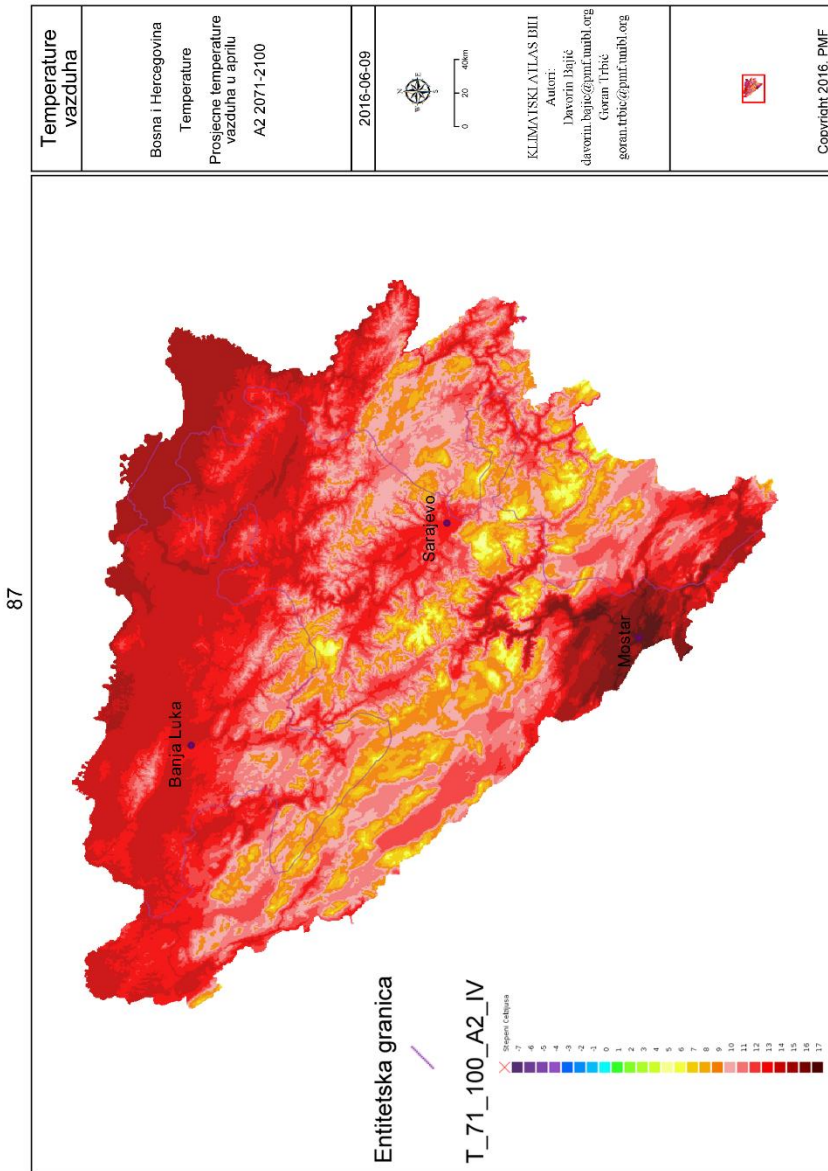 87
Temperature
vazduha
Bosna i Hercegovina
Temperature
Prosjecne temperature
vazduha u aprilu
A2 2071-2100
2016-06-09
N
W
E
S
0 20 40km
KLIMATSKI ATLAS BIH
Autori:
Davorin Bajić
davorin.bajic@pmf.unibl.org
Goran Trbić
goran.trbic@pmf.unibl.org
Copyright 2016. PMF
Banja Luka
Sarajevo
Mostar
Entitetska granica
T_71_100_A2_IV
Stepeni Celzijusa
-7
-6
-5
-4
-3
-2
-1
0
1
2
3
4
5
6
7
8
9
10
11
12
13
14
15
16
17